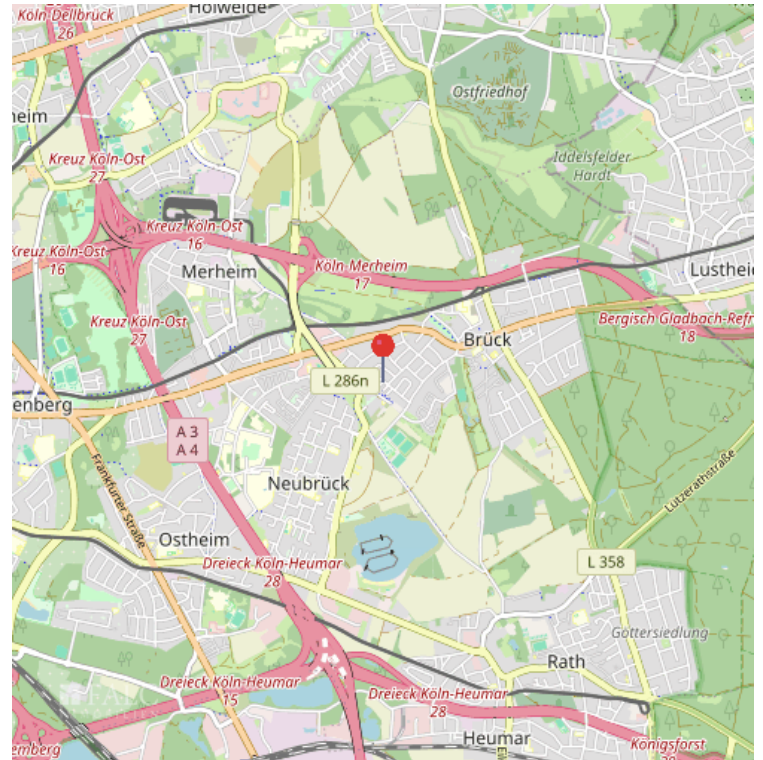 Köln Dellbrück
26
Holweide
Ostfriedhof
heim
Kreuz Köln-Ost
27
Iddelsfelder
Hardt
Kreuz Köln-Ost
16
Kreuz Köln-Ost
16
Merheim
Köln-Merheim
17
Lustheid
Kreuz Köln-Ost
27
Bergisch Gladbach-Refr
18
Brück
L 286n
enberg
A 3
A 4
Frankfurter Straße
Lützerathstraße
Neubrück
Ostheim
Dreieck Köln-Heumar
28
L 358
Göttersiedlung
Rath
Dreieck Köln-Heumar
15
Dreieck Köln-Heumar
28
Heumar
Königsforst
emberg